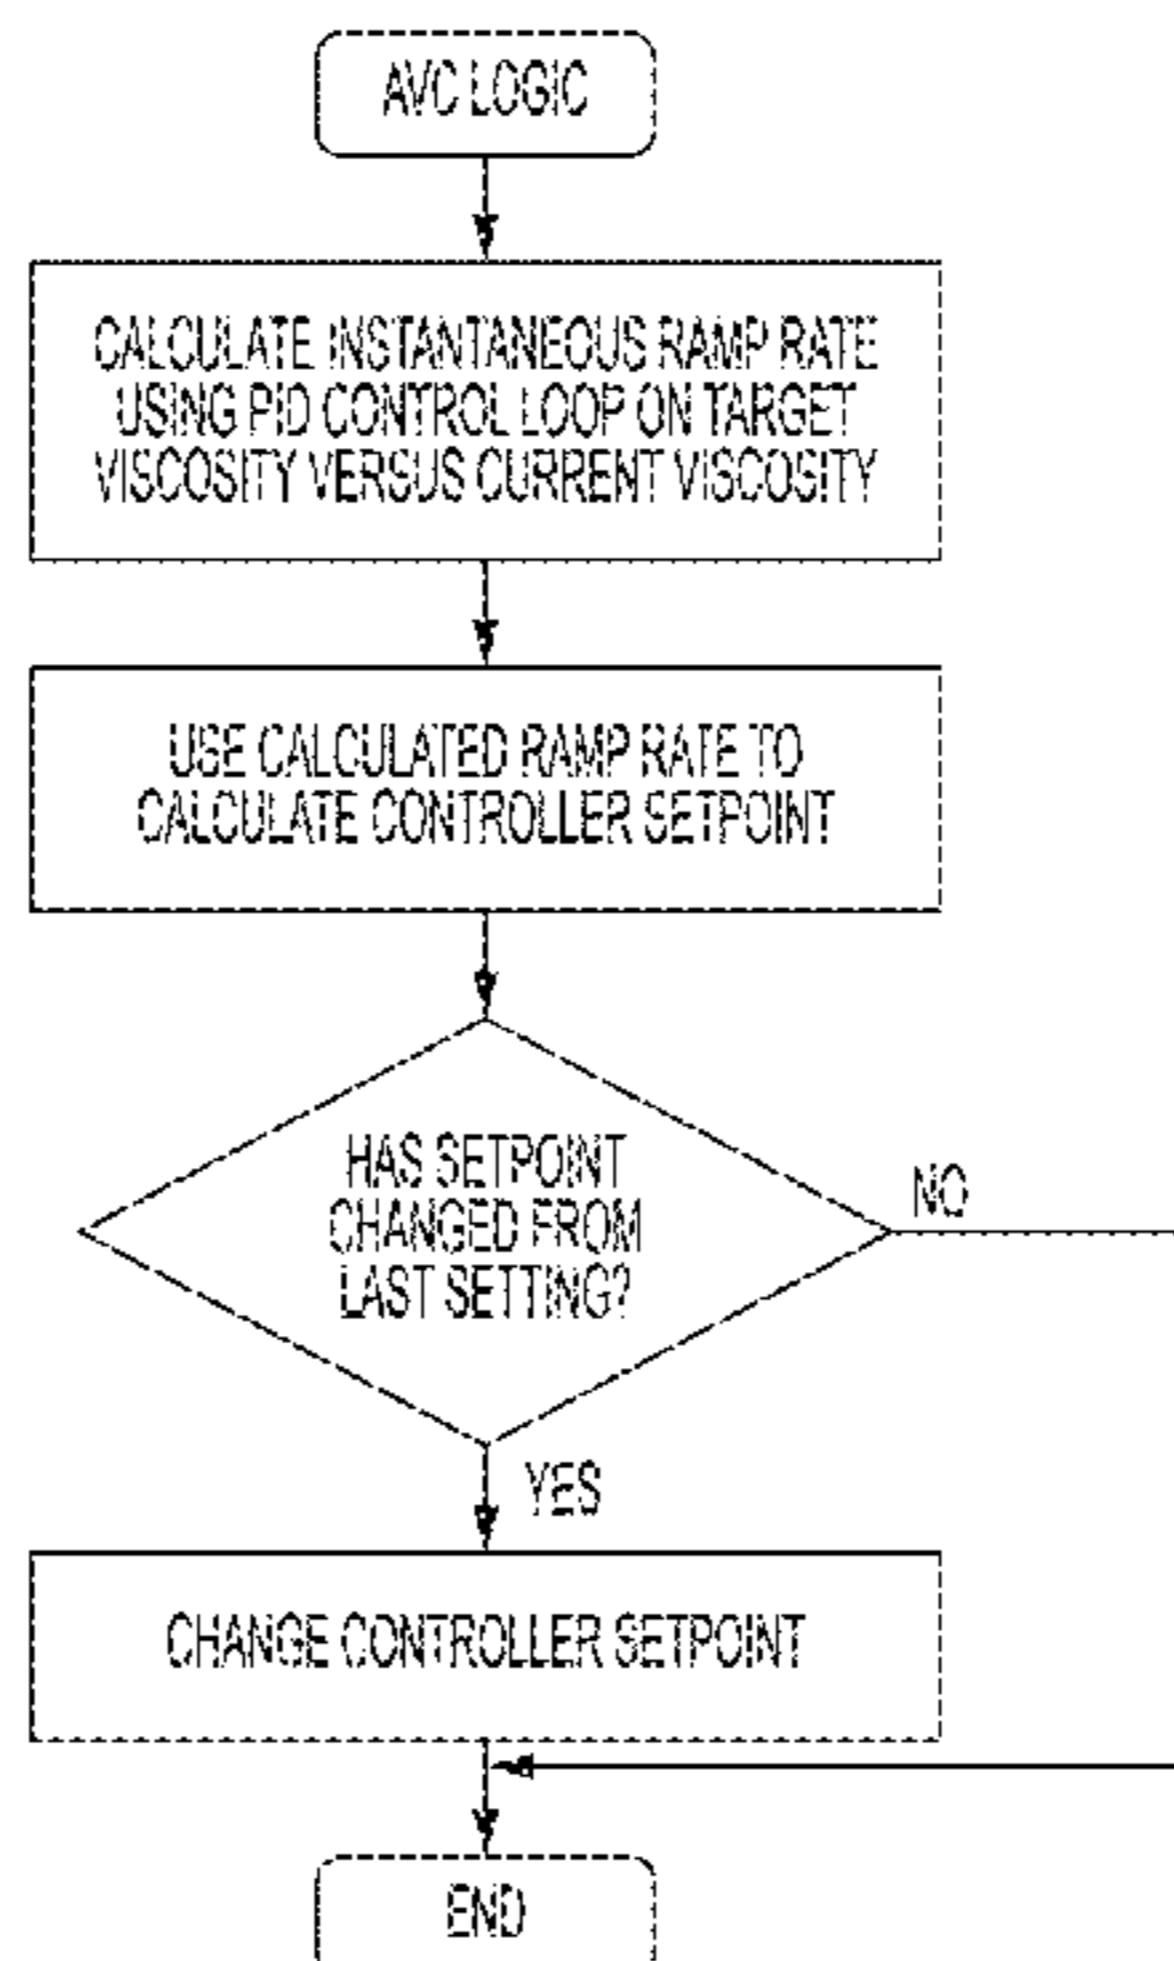 AVC LOGIC
CALCULATE INSTANTANEOUS RAMP RATE
USING PID CONTROL LOOP ON TARGET
VISCOSITY VERSUS CURRENT VISCOSITY
USE CALCULATED RAMP RATE TO
CALCULATE CONTROLLER SETPOINT
HAS SETPOINT
CHANGED FROM
LAST SETTING?
NO
YES
CHANGE CONTROLLER SETPOINT
END